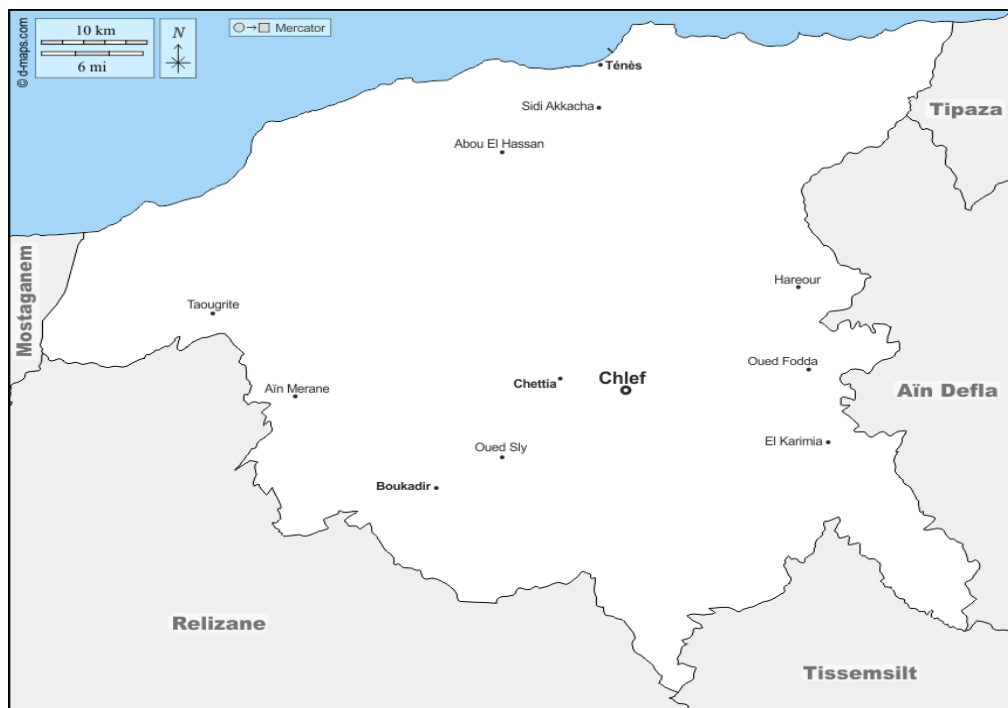 © d-maps.com
10 km
6 mi
N
Mercator
Ténès
Sidi Akkacha
Abou El Hassan
Tipaza
Mostaganem
Hareour
Taougrite
Oued Fodda
Chlef
Chettia
Aïn Merane
Aïn Defla
El Karimia
Oued Sly
Boukadir
Relizane
Tissemsilt